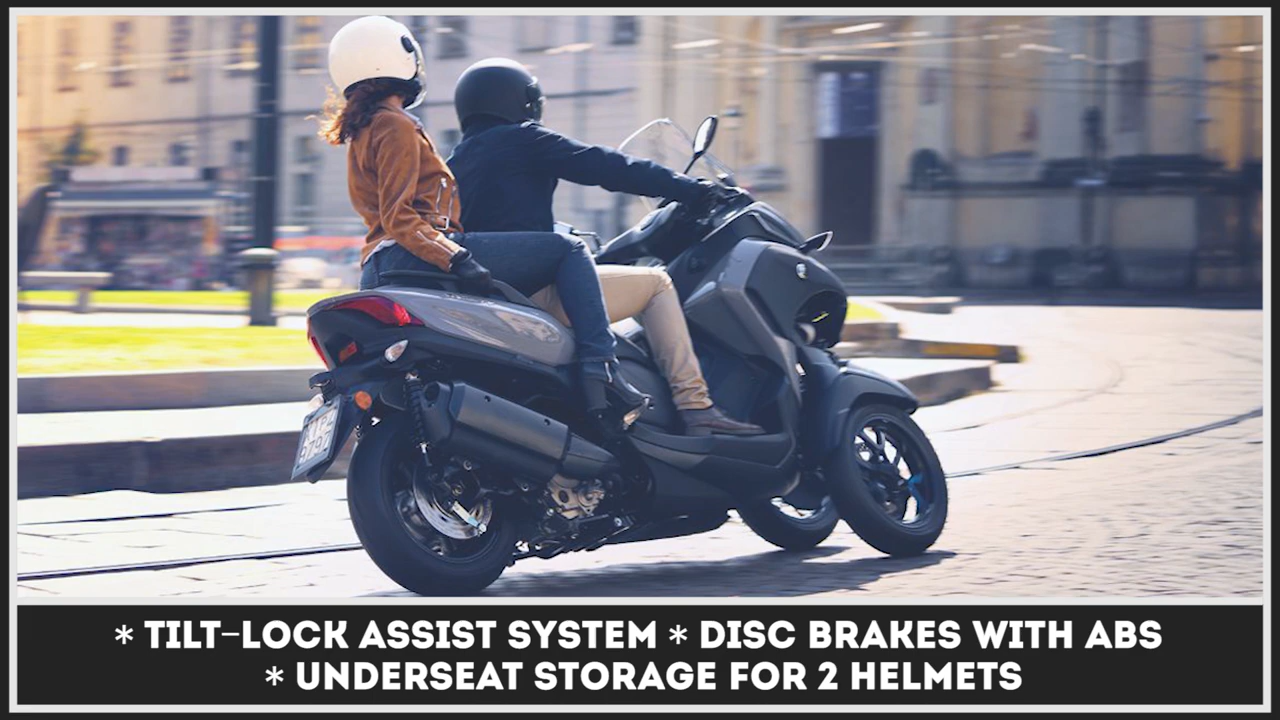 * TILT–LOCK ASSIST SYSTEM * DISC BRAKES WITH ABS
* UNDERSEAT STORAGE FOR 2 HELMETS